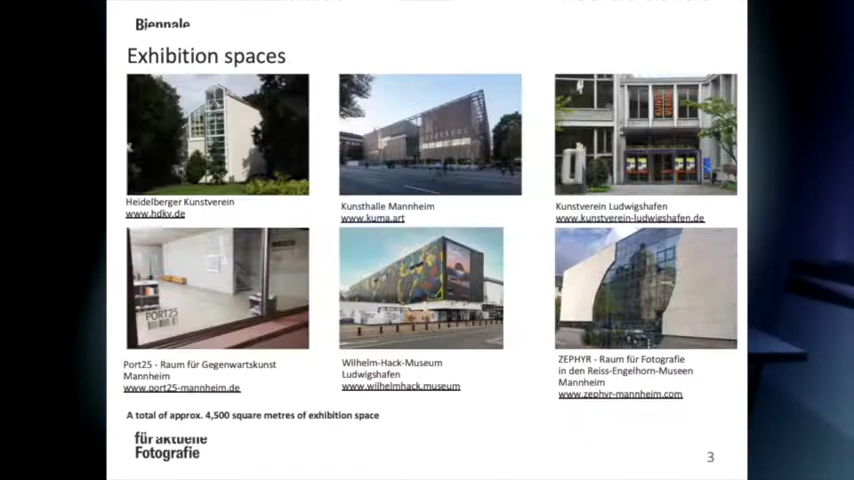 Biennale
Exhibition spaces
Heidelberger Kunstverein
www.hdkv.de
Kunsthalle Mannheim
www.kuma.art
Kunstverein Ludwigshafen
www.kunstverein-ludwigshafen.de
PORT25
Port25 - Raum für Gegenwartskunst
Mannheim
www.port25-mannheim.de
Wilhelm-Hack-Museum
Ludwigshafen
www.wilhelmhack.museum
ZEPHYR - Raum für Fotografie
in den Reiss-Engelhorn-Museen
Mannheim
www.zephyr-mannheim.com
A total of approx. 4,500 square metres of exhibition space
für aktuelle
Fotografie
3